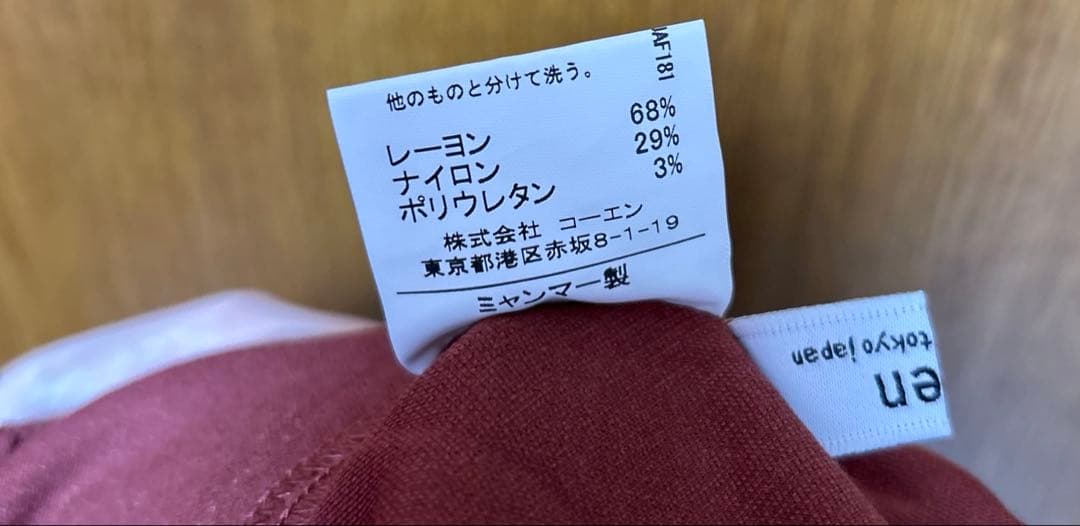 他のものと分けて洗う。
レーヨン 68%
ナイロン 29%
ポリウレタン 3%
株式会社 コーエン
東京都港区赤坂8-1-19
ミャンマー製
AF181
en
tokyo japan